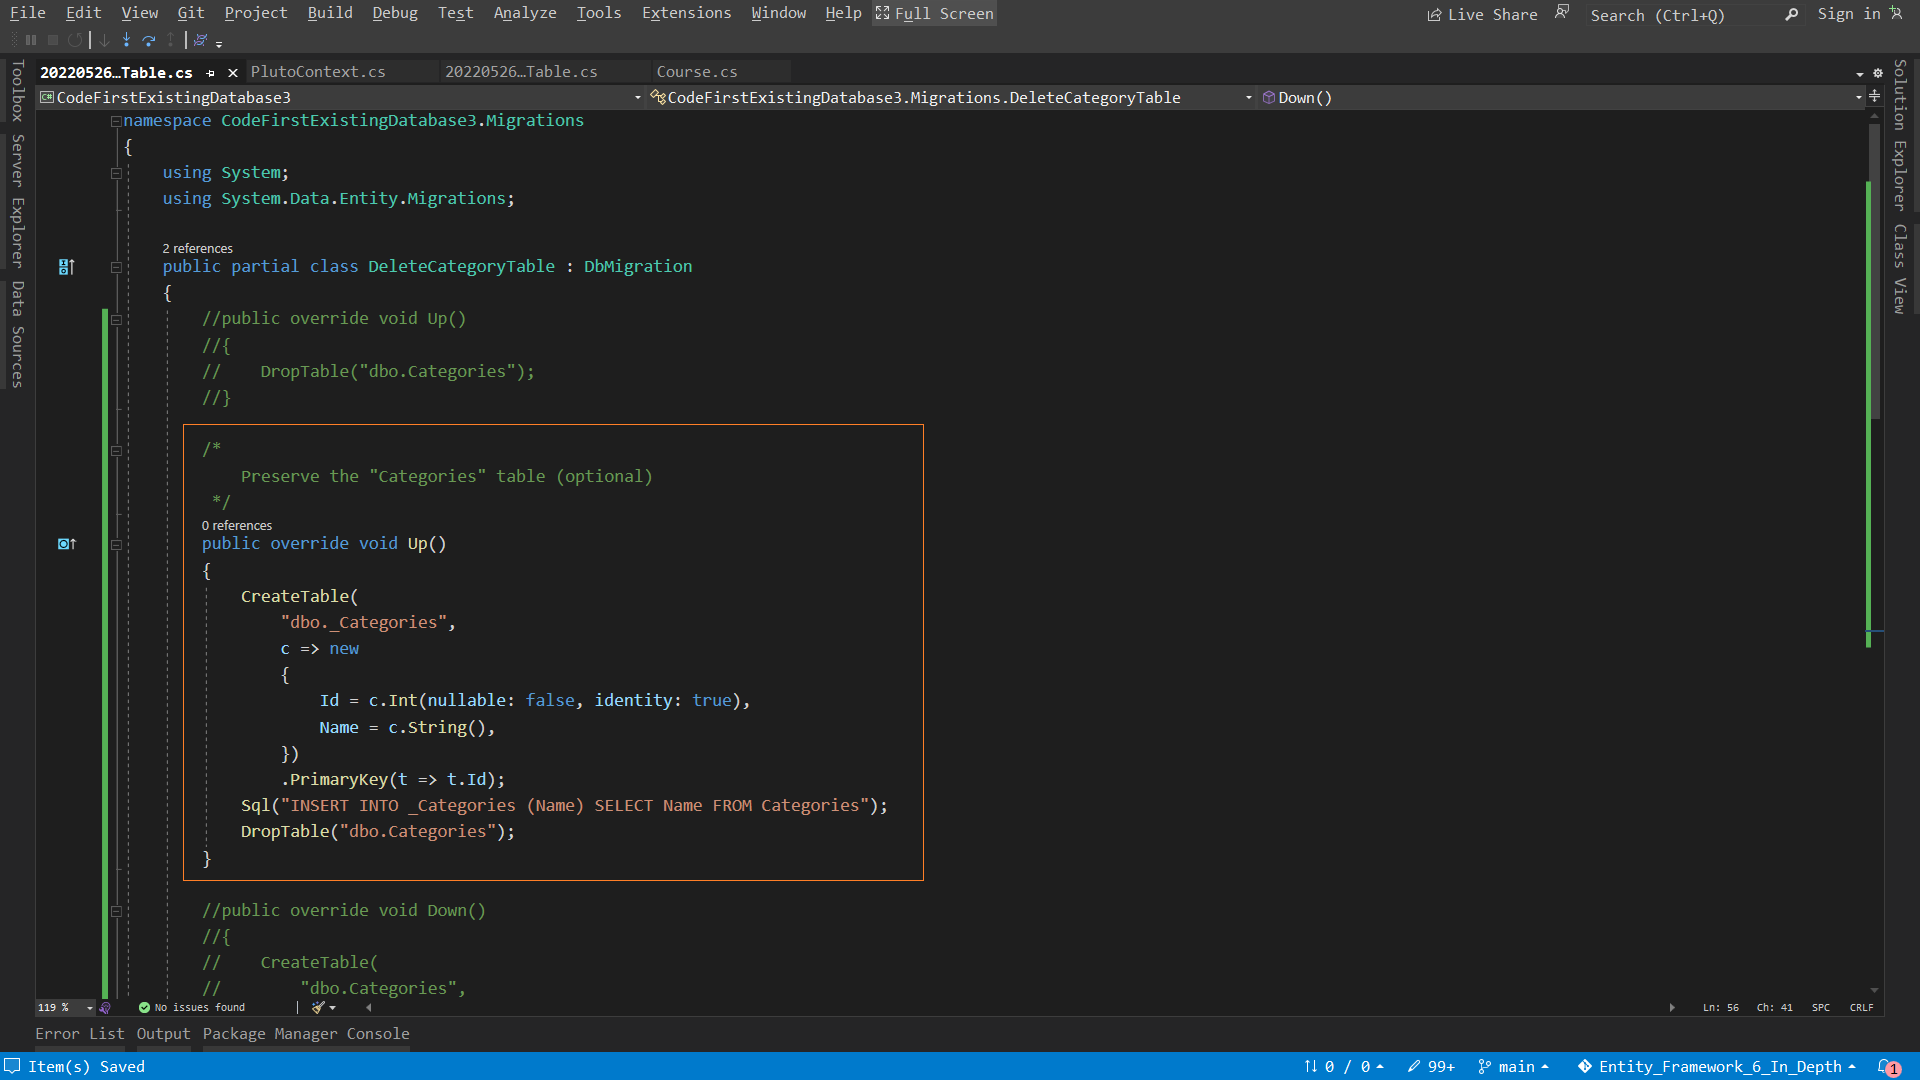 File Edit View Git Project Build Debug Test Analyze Tools Extensions Window Help Full Screen Live Share Search (Ctrl+Q) Sign in
20220526…Table.cs PlutoContext.cs 20220526…Table.cs Course.cs
CodeFirstExistingDatabase3 CodeFirstExistingDatabase3.Migrations.DeleteCategoryTable Down()
Toolbox
Server Explorer
Data Sources
namespace CodeFirstExistingDatabase3.Migrations
{
using System;
using System.Data.Entity.Migrations;
2 references
public partial class DeleteCategoryTable : DbMigration
{
//public override void Up()
//{
//    DropTable("dbo.Categories");
//}
/*
Preserve the "Categories" table (optional)
*/
0 references
public override void Up()
{
CreateTable(
"dbo._Categories",
c => new
{
Id = c.Int(nullable: false, identity: true),
Name = c.String(),
})
.PrimaryKey(t => t.Id);
Sql("INSERT INTO _Categories (Name) SELECT Name FROM Categories");
DropTable("dbo.Categories");
}
//public override void Down()
//{
//    CreateTable(
//        "dbo.Categories",
Solution Explorer
Class View
119 % No issues found Ln: 56 Ch: 41 SPC CRLF
Error List Output Package Manager Console
Item(s) Saved 0 / 0 99+ main Entity_Framework_6_In_Depth 1